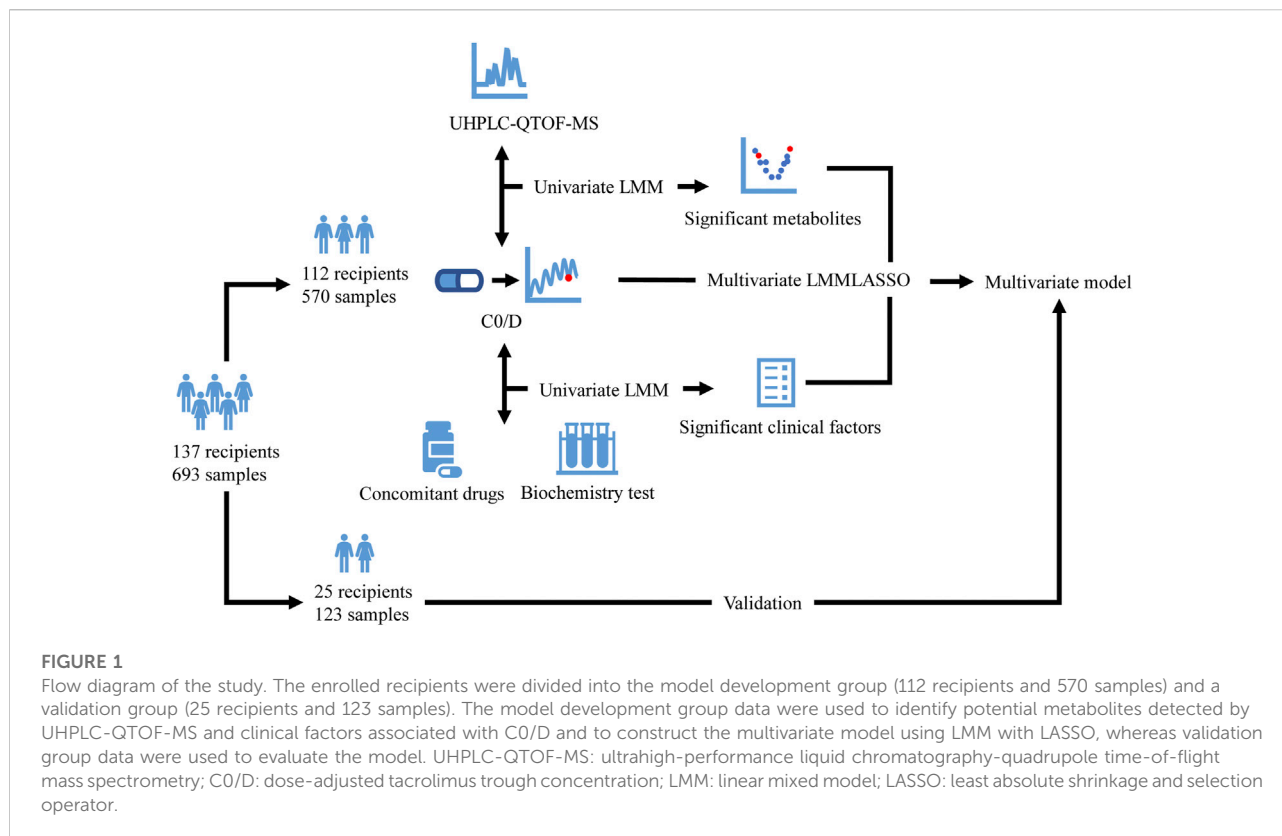 UHPLC-QTOF-MS
Univariate LMM
Significant metabolites
112 recipients
570 samples
C0/D
Multivariate LMMLASSO
Multivariate model
Univariate LMM
Significant clinical factors
137 recipients
693 samples
Concomitant drugs
Biochemistry test
25 recipients
123 samples
Validation
FIGURE 1
Flow diagram of the study. The enrolled recipients were divided into the model development group (112 recipients and 570 samples) and a
validation group (25 recipients and 123 samples). The model development group data were used to identify potential metabolites detected by
UHPLC-QTOF-MS and clinical factors associated with C0/D and to construct the multivariate model using LMM with LASSO, whereas validation
group data were used to evaluate the model. UHPLC-QTOF-MS: ultrahigh-performance liquid chromatography-quadrupole time-of-flight
mass spectrometry; C0/D: dose-adjusted tacrolimus trough concentration; LMM: linear mixed model; LASSO: least absolute shrinkage and selection
operator.